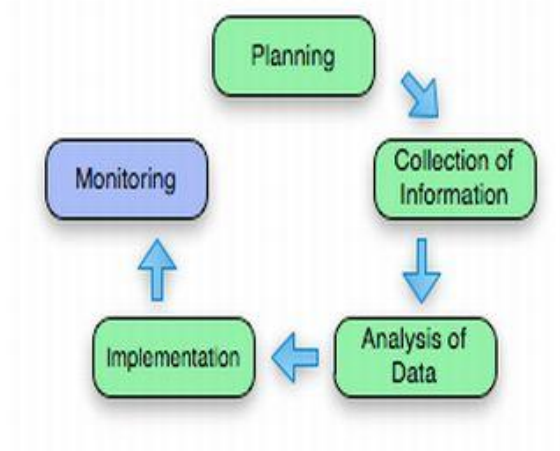 Planning
Collection of
Information
Analysis of
Data
Implementation
Monitoring